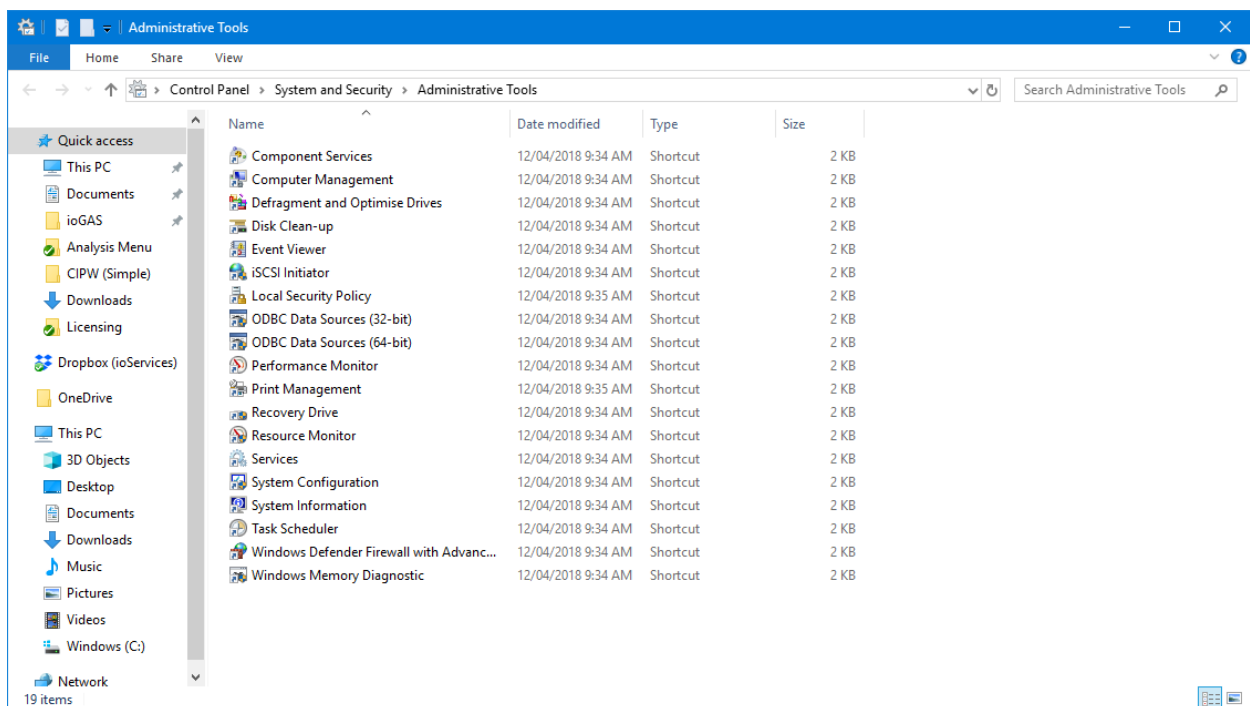 Administrative Tools
File Home Share View
Control Panel > System and Security > Administrative Tools
Search Administrative Tools
Name Date modified Type Size
Quick access
This PC
Documents
ioGAS
Analysis Menu
CIPW (Simple)
Downloads
Licensing
Dropbox (ioServices)
OneDrive
This PC
3D Objects
Desktop
Documents
Downloads
Music
Pictures
Videos
Windows (C:)
Network
Component Services 12/04/2018 9:34 AM Shortcut 2 KB
Computer Management 12/04/2018 9:34 AM Shortcut 2 KB
Defragment and Optimise Drives 12/04/2018 9:34 AM Shortcut 2 KB
Disk Clean-up 12/04/2018 9:34 AM Shortcut 2 KB
Event Viewer 12/04/2018 9:34 AM Shortcut 2 KB
iSCSI Initiator 12/04/2018 9:34 AM Shortcut 2 KB
Local Security Policy 12/04/2018 9:35 AM Shortcut 2 KB
ODBC Data Sources (32-bit) 12/04/2018 9:34 AM Shortcut 2 KB
ODBC Data Sources (64-bit) 12/04/2018 9:34 AM Shortcut 2 KB
Performance Monitor 12/04/2018 9:34 AM Shortcut 2 KB
Print Management 12/04/2018 9:35 AM Shortcut 2 KB
Recovery Drive 12/04/2018 9:34 AM Shortcut 2 KB
Resource Monitor 12/04/2018 9:34 AM Shortcut 2 KB
Services 12/04/2018 9:34 AM Shortcut 2 KB
System Configuration 12/04/2018 9:34 AM Shortcut 2 KB
System Information 12/04/2018 9:34 AM Shortcut 2 KB
Task Scheduler 12/04/2018 9:34 AM Shortcut 2 KB
Windows Defender Firewall with Advanc... 12/04/2018 9:34 AM Shortcut 2 KB
Windows Memory Diagnostic 12/04/2018 9:34 AM Shortcut 2 KB
19 items